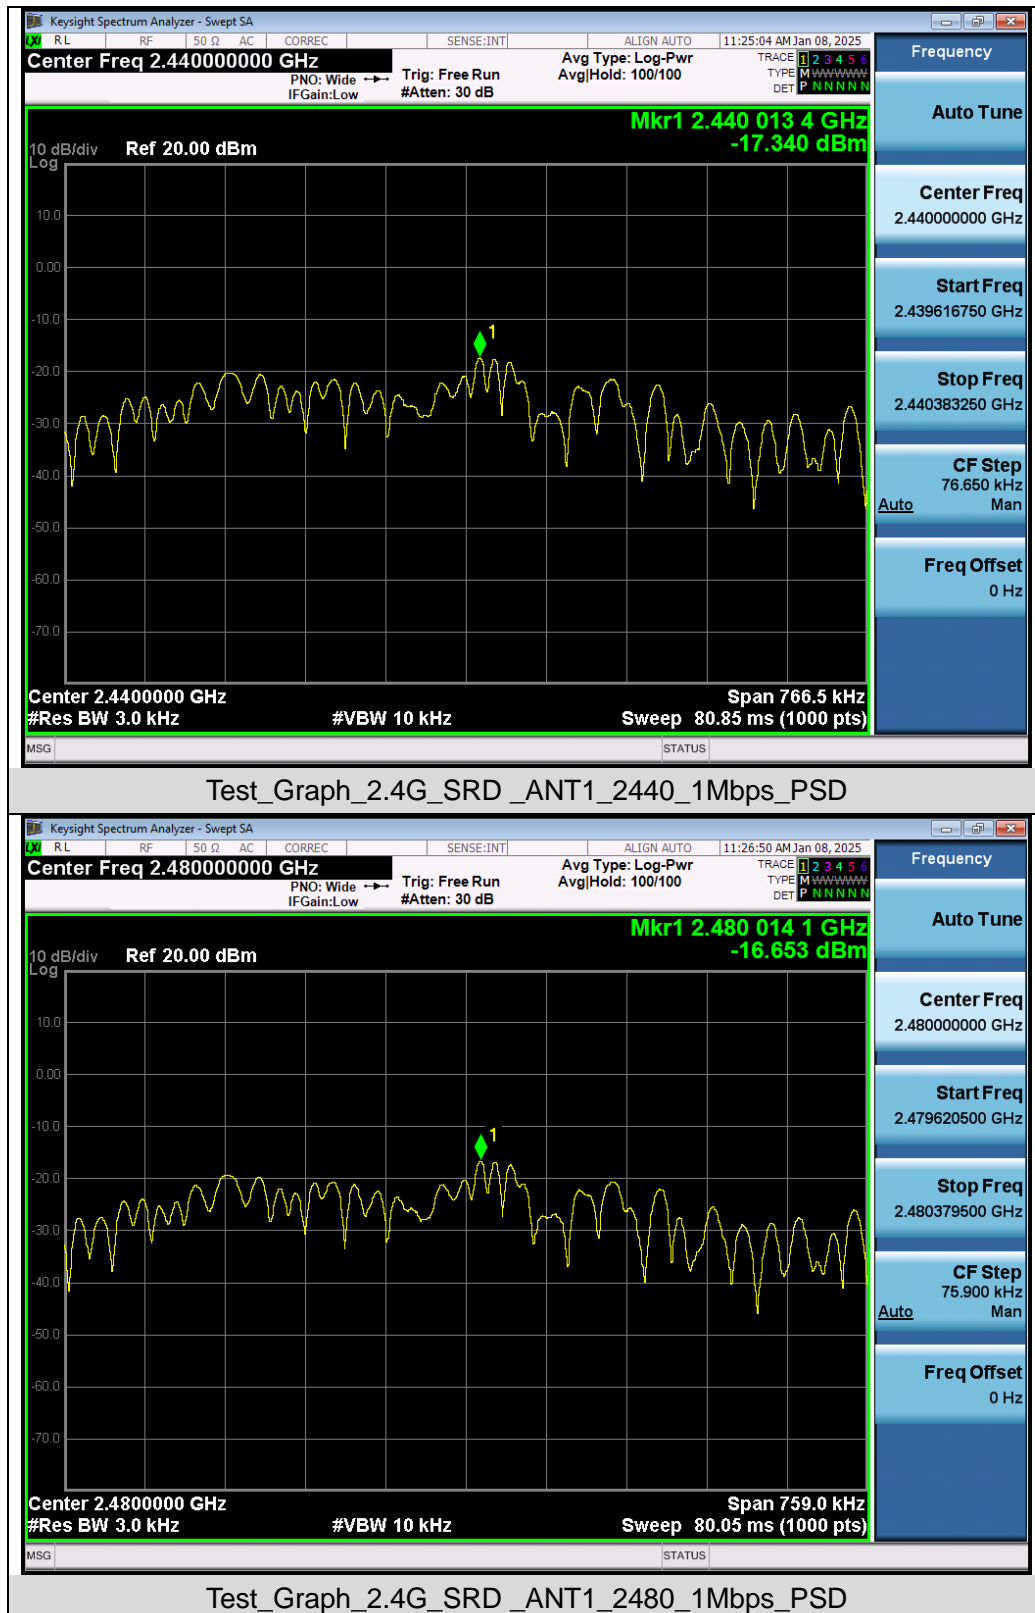 Keysight Spectrum Analyzer - Swept SA
LXI RL RF 50 Ω AC CORREC SENSE:INT ALIGN AUTO 11:25:04 AM Jan 08, 2025
Center Freq 2.440000000 GHz
PNO: Wide
IFGain:Low
Trig: Free Run
#Atten: 30 dB
Avg Type: Log-Pwr
Avg|Hold: 100/100
TRACE 1 2 3 4 5 6
TYPE M WWWWW
DET P N N N N N
Mkr1 2.440 013 4 GHz
-17.340 dBm
10 dB/div Ref 20.00 dBm
Log
10.0
0.00
-10.0
-20.0
-30.0
-40.0
-50.0
-60.0
-70.0
1
Center 2.4400000 GHz Span 766.5 kHz
#Res BW 3.0 kHz #VBW 10 kHz Sweep 80.85 ms (1000 pts)
MSG STATUS
Frequency
Auto Tune
Center Freq
2.440000000 GHz
Start Freq
2.439616750 GHz
Stop Freq
2.440383250 GHz
CF Step
76.650 kHz
Auto Man
Freq Offset
0 Hz
Test_Graph_2.4G_SRD _ANT1_2440_1Mbps_PSD
Keysight Spectrum Analyzer - Swept SA
LXI RL RF 50 Ω AC CORREC SENSE:INT ALIGN AUTO 11:26:50 AM Jan 08, 2025
Center Freq 2.480000000 GHz
PNO: Wide
IFGain:Low
Trig: Free Run
#Atten: 30 dB
Avg Type: Log-Pwr
Avg|Hold: 100/100
TRACE 1 2 3 4 5 6
TYPE M WWWWW
DET P N N N N N
Mkr1 2.480 014 1 GHz
-16.653 dBm
10 dB/div Ref 20.00 dBm
Log
10.0
0.00
-10.0
-20.0
-30.0
-40.0
-50.0
-60.0
-70.0
1
Center 2.4800000 GHz Span 759.0 kHz
#Res BW 3.0 kHz #VBW 10 kHz Sweep 80.05 ms (1000 pts)
MSG STATUS
Frequency
Auto Tune
Center Freq
2.480000000 GHz
Start Freq
2.479620500 GHz
Stop Freq
2.480379500 GHz
CF Step
75.900 kHz
Auto Man
Freq Offset
0 Hz
Test_Graph_2.4G_SRD _ANT1_2480_1Mbps_PSD